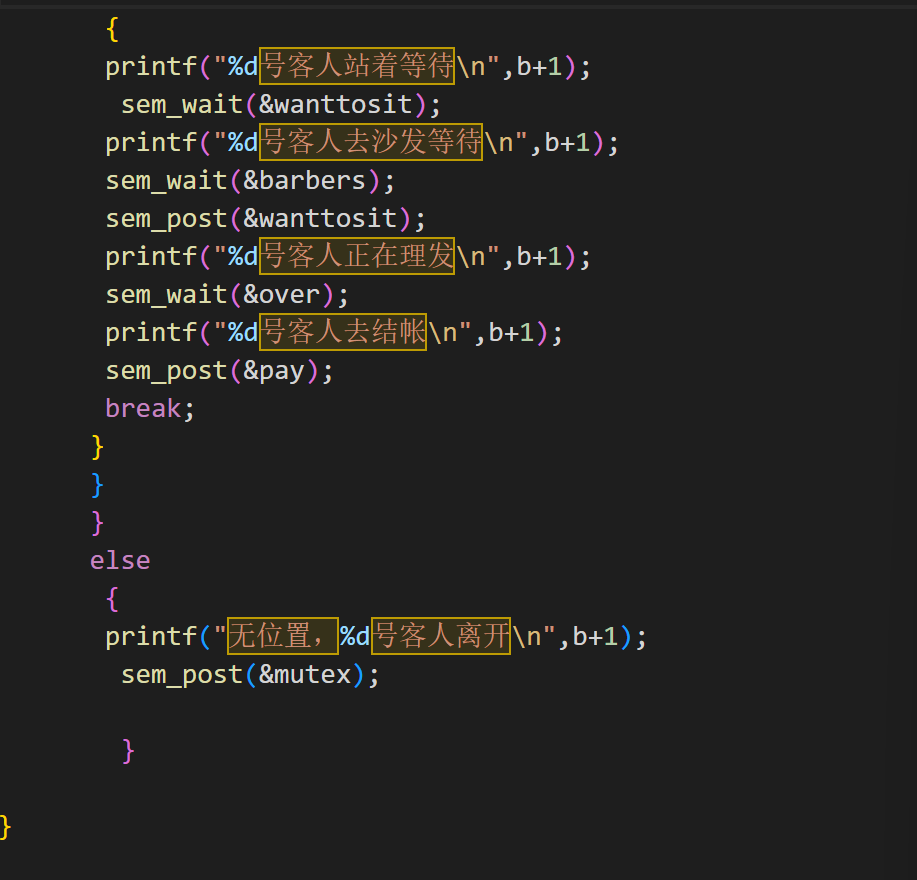 {
printf("%d号客人站着等待\n",b+1);
sem_wait(&wanttosit);
printf("%d号客人去沙发等待\n",b+1);
sem_wait(&barbers);
sem_post(&wanttosit);
printf("%d号客人正在理发\n",b+1);
sem_wait(&over);
printf("%d号客人去结帐\n",b+1);
sem_post(&pay);
break;
}
}
}
else
{
printf("无位置，%d号客人离开\n",b+1);
sem_post(&mutex);
}
}